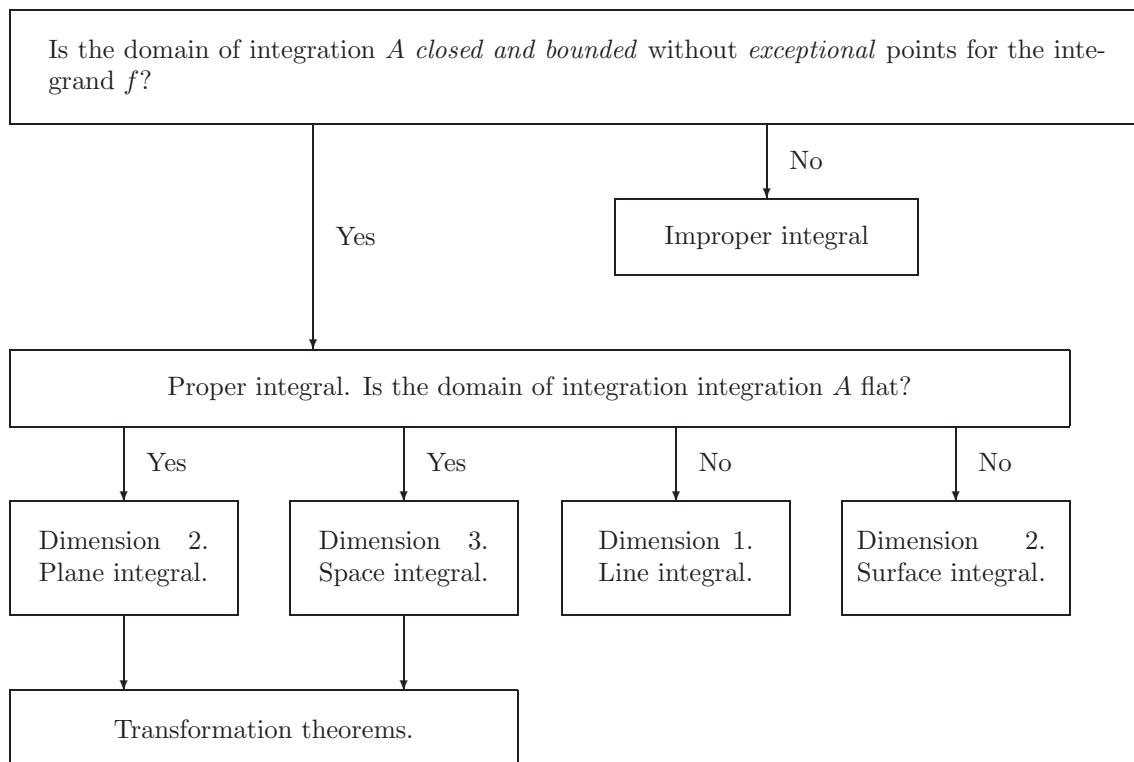 Is the domain of integration A closed and bounded without exceptional points for the inte-
grand f?
No
Improper integral
Yes
Proper integral. Is the domain of integration integration A flat?
Yes
Yes
No
No
Dimension 2.
Plane integral.
Dimension 3.
Space integral.
Dimension 1.
Line integral.
Dimension 2.
Surface integral.
Transformation theorems.